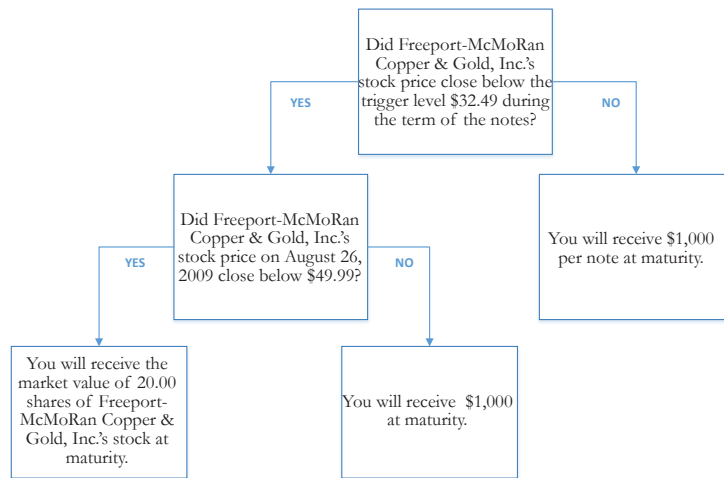 Did Freeport-McMoRan
Copper & Gold, Inc.'s
stock price close below the
trigger level $32.49 during
the term of the notes?
YES
NO
Did Freeport-McMoRan
Copper & Gold, Inc.'s
stock price on August 26,
2009 close below $49.99?
You will receive $1,000
per note at maturity.
YES
NO
You will receive the
market value of 20.00
shares of Freeport-
McMoRan Copper &
Gold, Inc.'s stock at
maturity.
You will receive $1,000
at maturity.